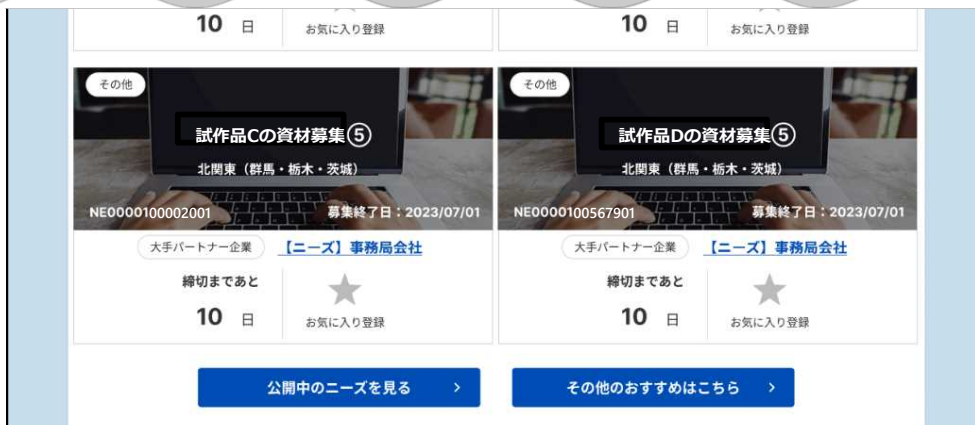 10 日 お気に入り登録
10 日 お気に入り登録
その他
試作品Cの資材募集⑤
北関東（群馬・栃木・茨城）
NE0000100002001 募集終了日：2023/07/01
大手パートナー企業 【ニーズ】事務局会社
締切まであと
10 日 お気に入り登録
その他
試作品Dの資材募集⑤
北関東（群馬・栃木・茨城）
NE0000100567901 募集終了日：2023/07/01
大手パートナー企業 【ニーズ】事務局会社
締切まであと
10 日 お気に入り登録
公開中のニーズを見る >
その他のおすすめはこちら >